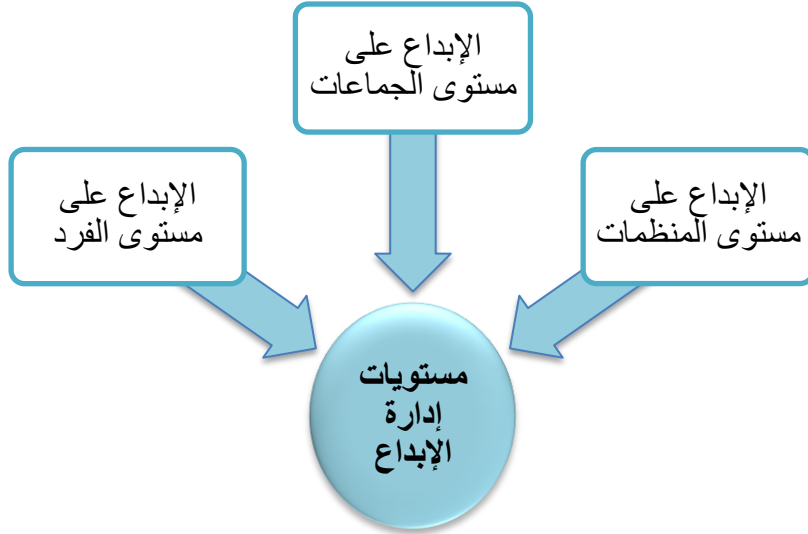 الإبداع على
مستوى الجماعات
الإبداع على
مستوى المنظمات
الإبداع على
مستوى الفرد
مستويات
إدارة
الإبداع